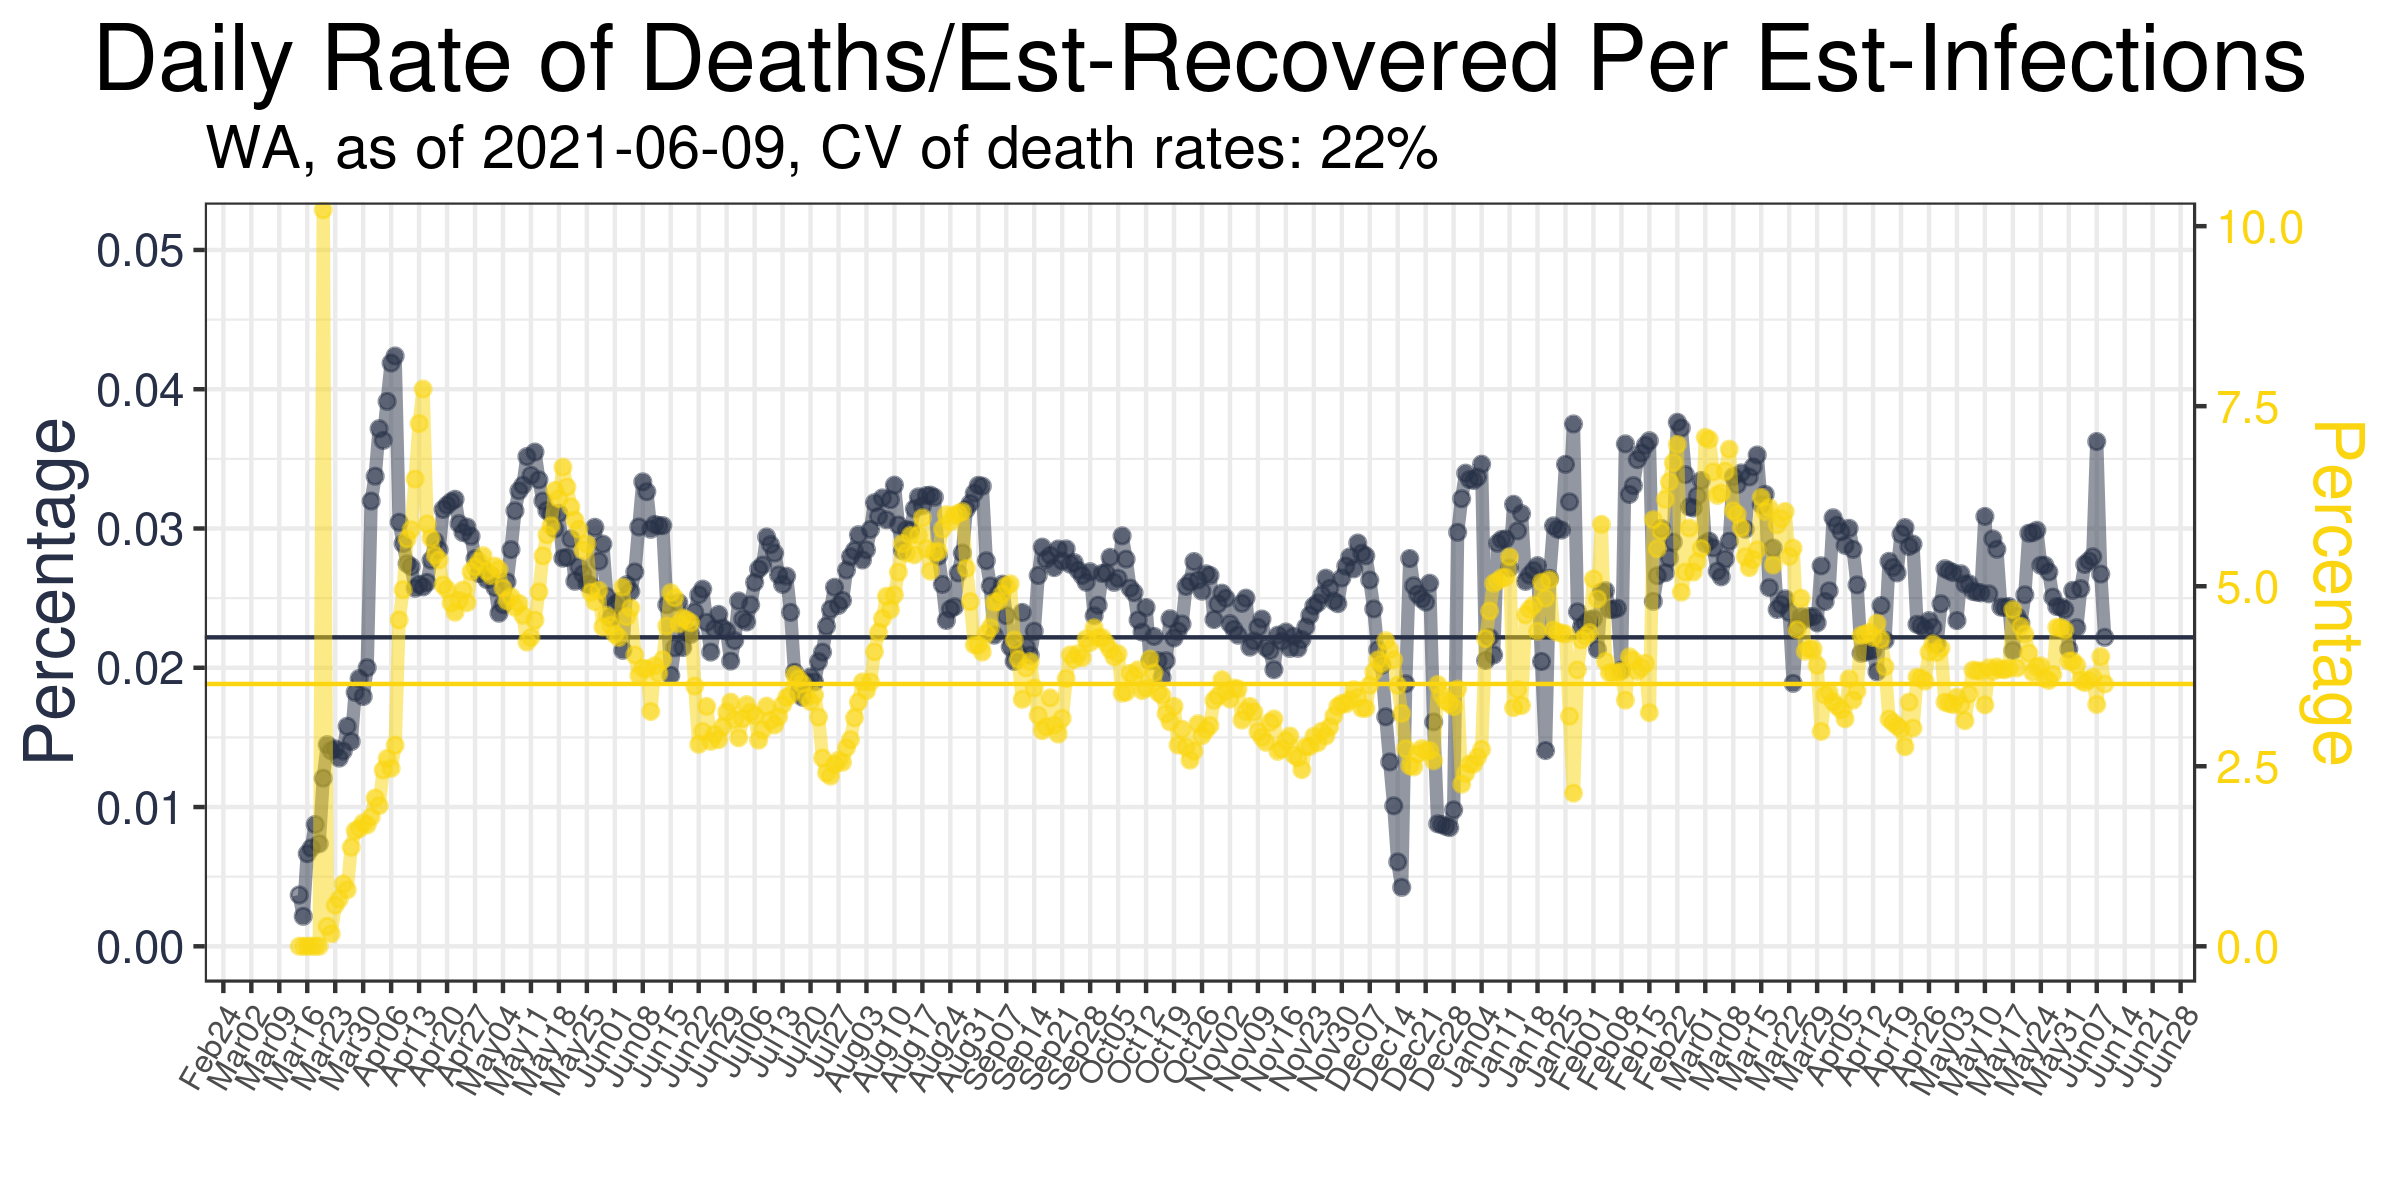 Daily Rate of Deaths/Est-Recovered Per Est-Infections
WA, as of 2021-06-09, CV of death rates: 22%
Percentage
0.05
0.04
0.03
0.02
0.01
0.00
10.0
7.5
5.0
2.5
0.0
Percentage
Feb24
Mar02
Mar09
Mar16
Mar23
Mar30
Apr06
Apr13
Apr20
Apr27
May04
May11
May18
May25
Jun01
Jun08
Jun15
Jun22
Jun29
Jul06
Jul13
Jul20
Jul27
Aug03
Aug10
Aug17
Aug24
Aug31
Sep07
Sep14
Sep21
Sep28
Oct05
Oct12
Oct19
Oct26
Nov02
Nov09
Nov16
Nov23
Nov30
Dec07
Dec14
Dec21
Dec28
Jan04
Jan11
Jan18
Jan25
Feb01
Feb08
Feb15
Feb22
Mar01
Mar08
Mar15
Mar22
Mar29
Apr05
Apr12
Apr19
Apr26
May03
May10
May17
May24
May31
Jun07
Jun14
Jun21
Jun28